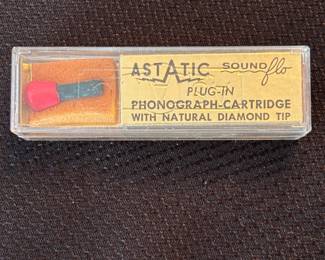 ASTATIC SOUND flo
PLUG-IN
PHONOGRAPH-CARTRIDGE
WITH NATURAL DIAMOND TIP